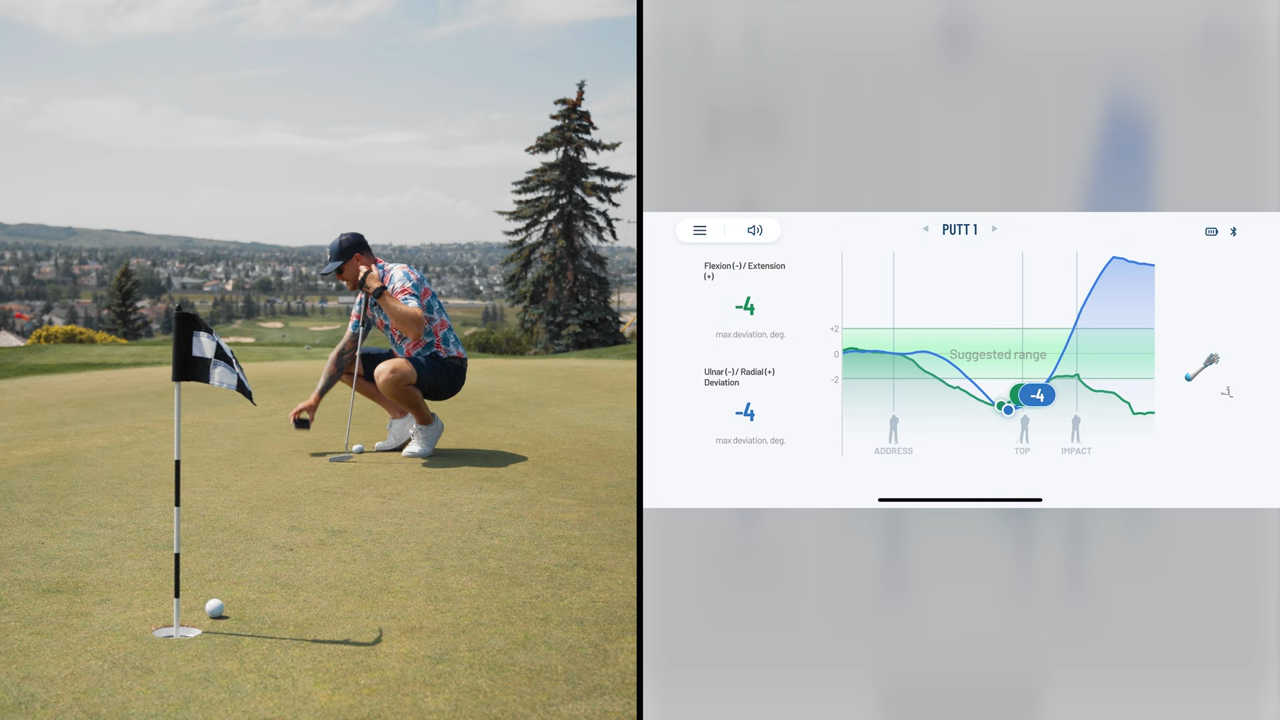 PUTT 1
Flexion (-) / Extension
(+)
-4
max deviation, deg.
Ulnar (-) / Radial (+)
Deviation
-4
max deviation, deg.
+2
0
-2
Suggested range
-4
ADDRESS
TOP
IMPACT